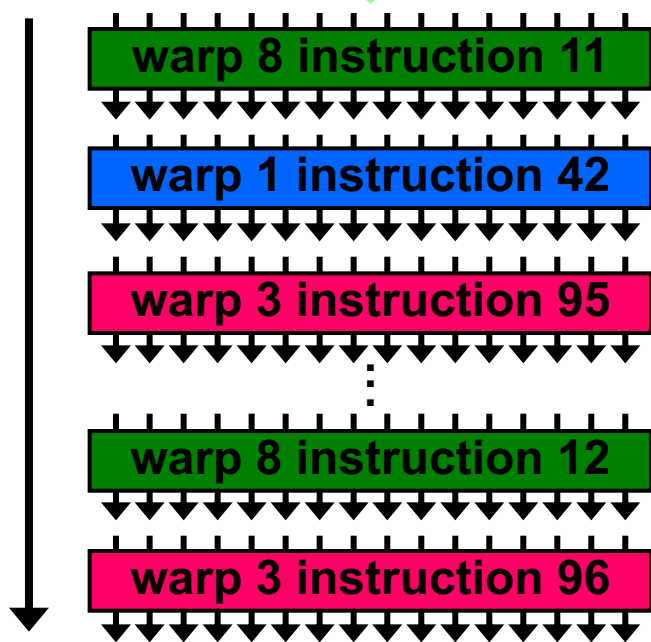 warp 8 instruction 11
warp 1 instruction 42
warp 3 instruction 95
⋮
warp 8 instruction 12
warp 3 instruction 96